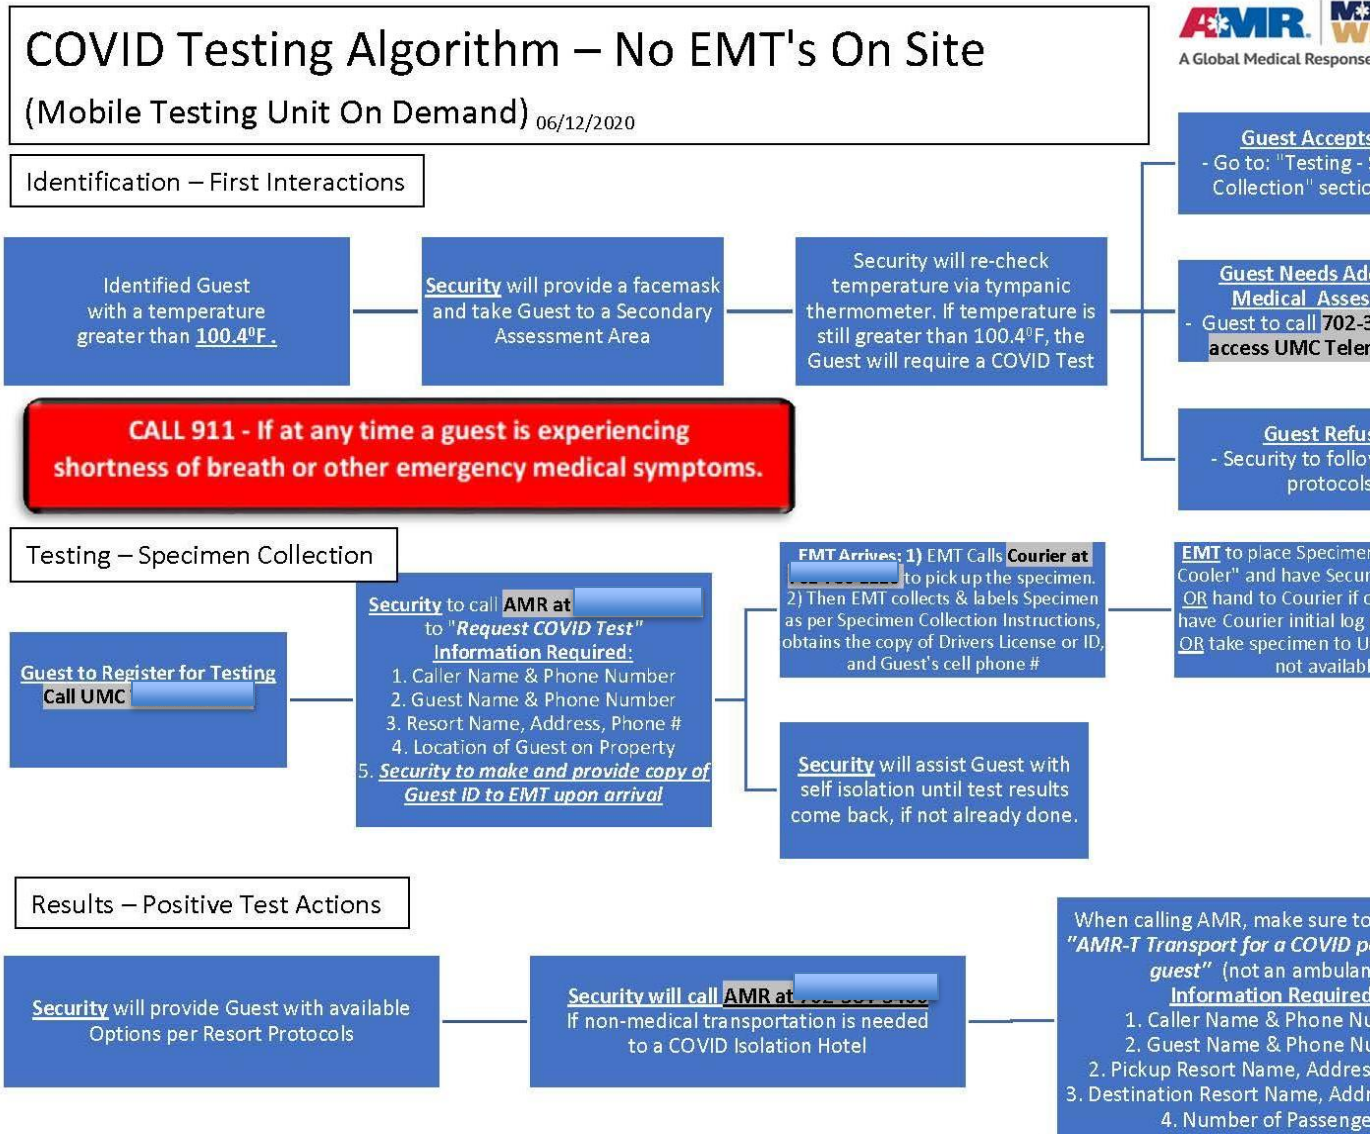 COVID Testing Algorithm – No EMT's On Site
(Mobile Testing Unit On Demand) 06/12/2020
AMR.
A Global Medical Response
Identification – First Interactions
Identified Guest
with a temperature
greater than 100.4⁰F .
Security will provide a facemask
and take Guest to a Secondary
Assessment Area
Security will re-check
temperature via tympanic
thermometer. If temperature is
still greater than 100.4⁰F, the
Guest will require a COVID Test
Guest Accepts
- Go to: "Testing -
Collection"
Guest Needs
Medical
- Guest to call 702-3
access UMC
Guest
- Security to
protocols
CALL 911 - If at any time a guest is experiencing
shortness of breath or other emergency medical symptoms.
Testing – Specimen Collection
Guest to Register for Testing
Call UMC
Security to call AMR at
to "Request COVID Test"
Information Required:
1. Caller Name & Phone Number
2. Guest Name & Phone Number
3. Resort Name, Address, Phone #
4. Location of Guest on Property
5. Security to make and provide copy of
Guest ID to EMT upon arrival
EMT Arrives: 1) EMT Calls Courier at
to pick up the specimen.
2) Then EMT collects & labels Specimen
as per Specimen Collection Instructions,
obtains the copy of Drivers License or ID,
and Guest's cell phone #
EMT to place Specimen
Cooler" and have
OR hand to Courier if
have Courier initial log
OR take specimen to
not
Security will assist Guest with
self isolation until test results
come back, if not already done.
Results – Positive Test Actions
Security will provide Guest with available
Options per Resort Protocols
Security will call AMR at
If non-medical transportation is needed
to a COVID Isolation Hotel
When calling AMR, make sure to
"AMR-T Transport for a COVID
guest" (not an
Information Required
1. Caller Name & Phone
2. Guest Name & Phone
2. Pickup Resort Name,
3. Destination Resort Name,
4. Number of